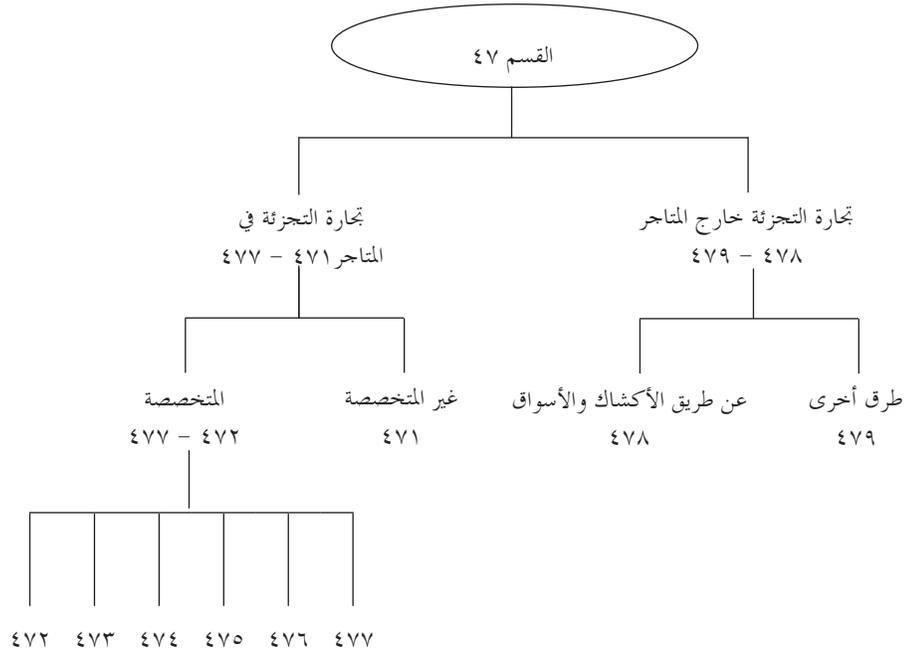 القسم ٤٧
تجارة التجزئة خارج المتاجر
٤٧٨ – ٤٧٩
تجارة التجزئة في
المتاجر ٤٧١ – ٤٧٧
طرق أخرى
٤٧٩
عن طريق الأكشاك والأسواق
٤٧٨
غير المتخصصة
٤٧١
المتخصصة
٤٧٢ – ٤٧٧
٤٧٧
٤٧٦
٤٧٥
٤٧٤
٤٧٣
٤٧٢